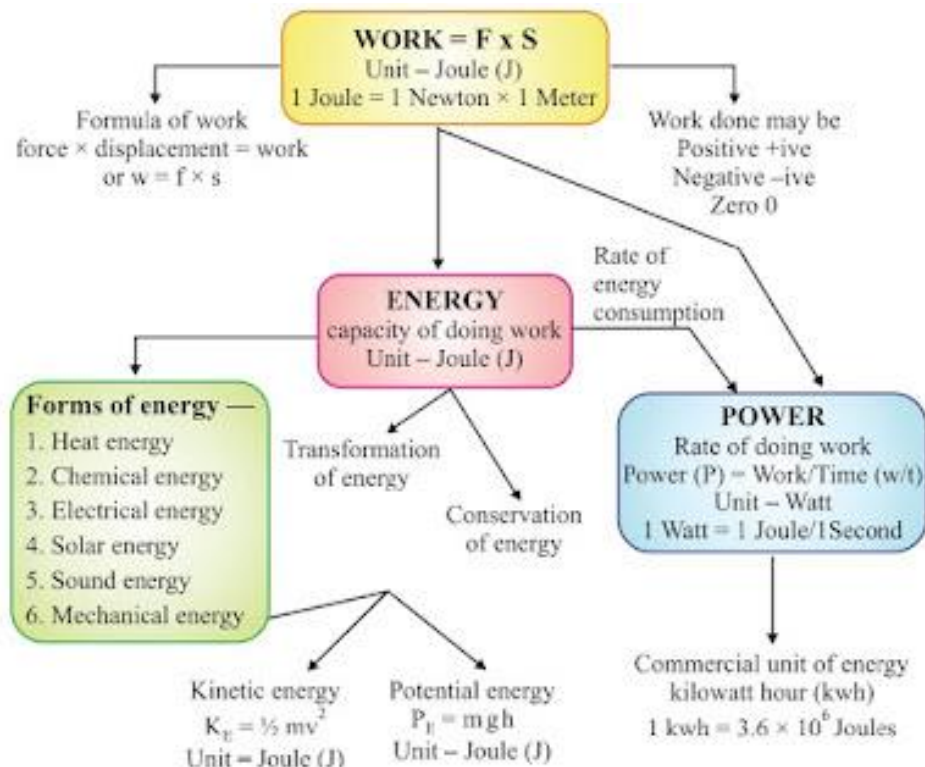 WORK = F x S
Unit – Joule (J)
1 Joule = 1 Newton × 1 Meter
Formula of work
force × displacement = work
or w = f × s
Work done may be
Positive +ive
Negative –ive
Zero 0
Rate of
energy
consumption
ENERGY
capacity of doing work
Unit – Joule (J)
Forms of energy —
1. Heat energy
2. Chemical energy
3. Electrical energy
4. Solar energy
5. Sound energy
6. Mechanical energy
Transformation
of energy
Conservation
of energy
POWER
Rate of doing work
Power (P) = Work/Time (w/t)
Unit – Watt
1 Watt = 1 Joule/1Second
Kinetic energy
K_E = ½ mv²
Unit – Joule (J)
Potential energy
P_E = m g h
Unit – Joule (J)
Commercial unit of energy
kilowatt hour (kwh)
1 kwh = 3.6 × 10⁶ Joules